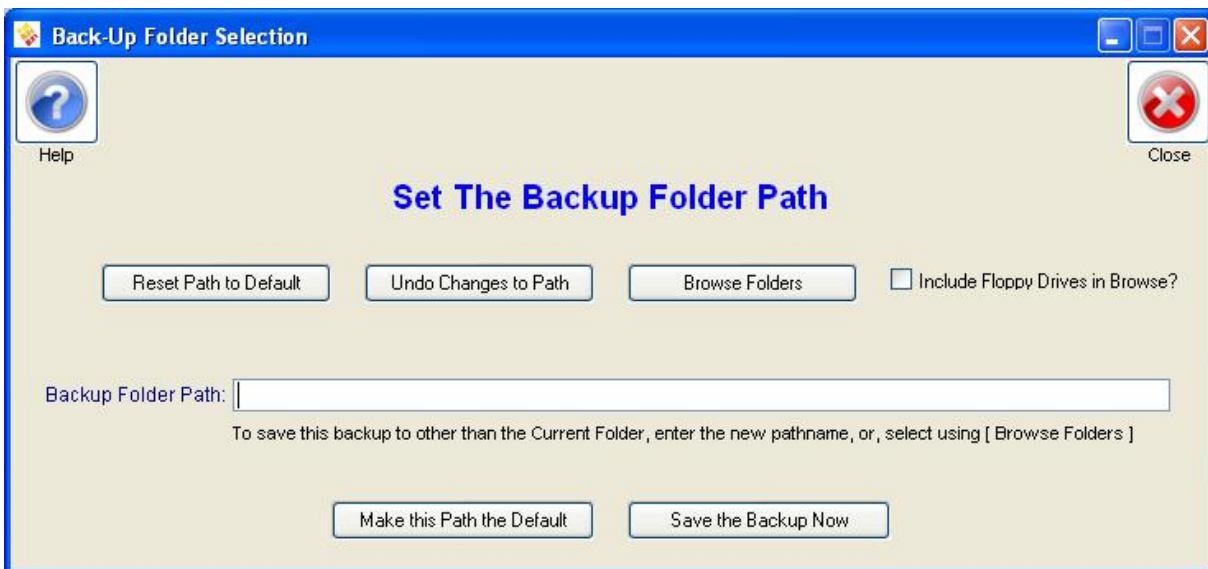 Back-Up Folder Selection
Help
Close
Set The Backup Folder Path
Reset Path to Default
Undo Changes to Path
Browse Folders
Include Floppy Drives in Browse?
Backup Folder Path:
To save this backup to other than the Current Folder, enter the new pathname, or, select using [ Browse Folders ]
Make this Path the Default
Save the Backup Now